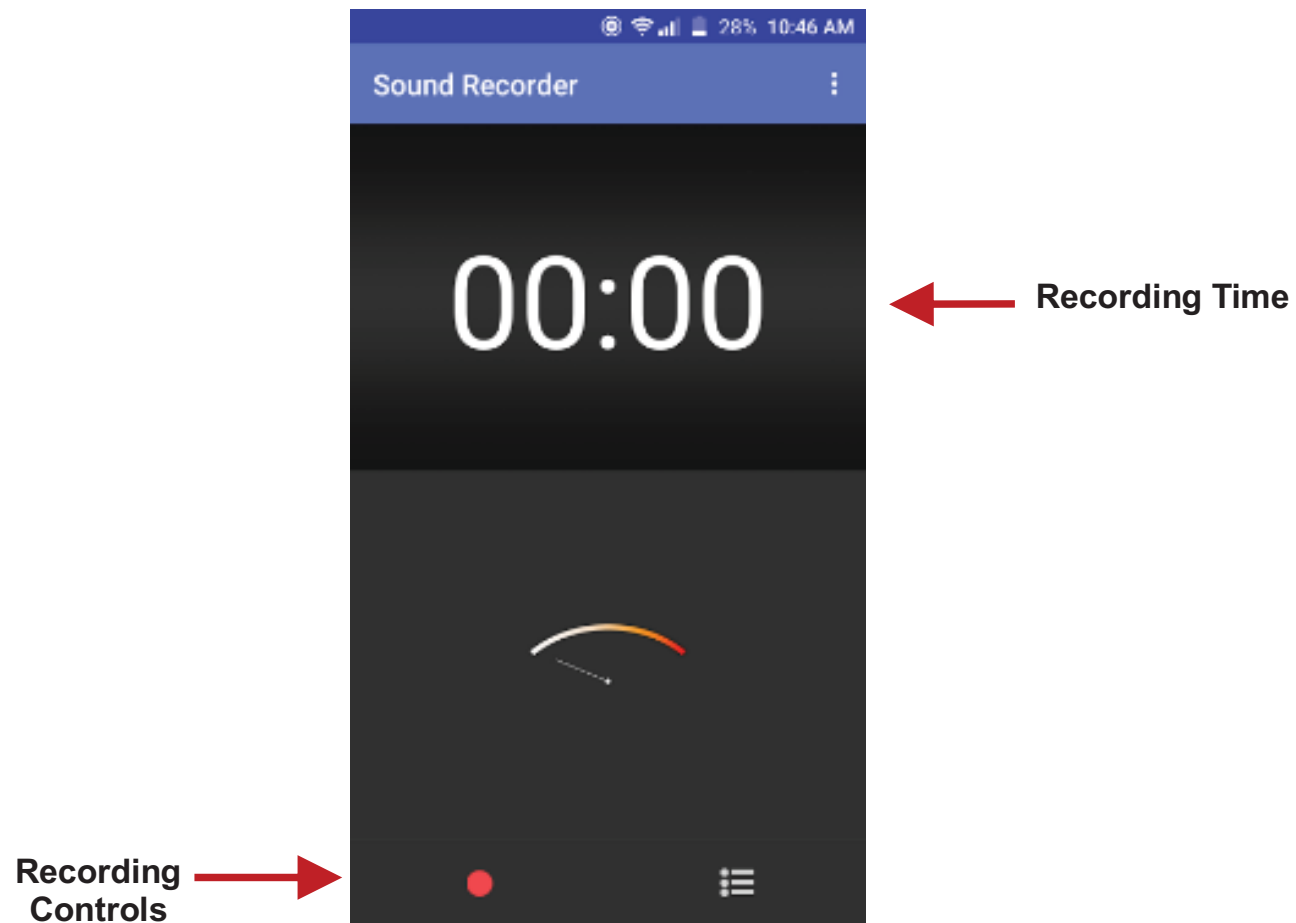 28% 10:46 AM
Sound Recorder
00:00
Recording Time
Recording
Controls